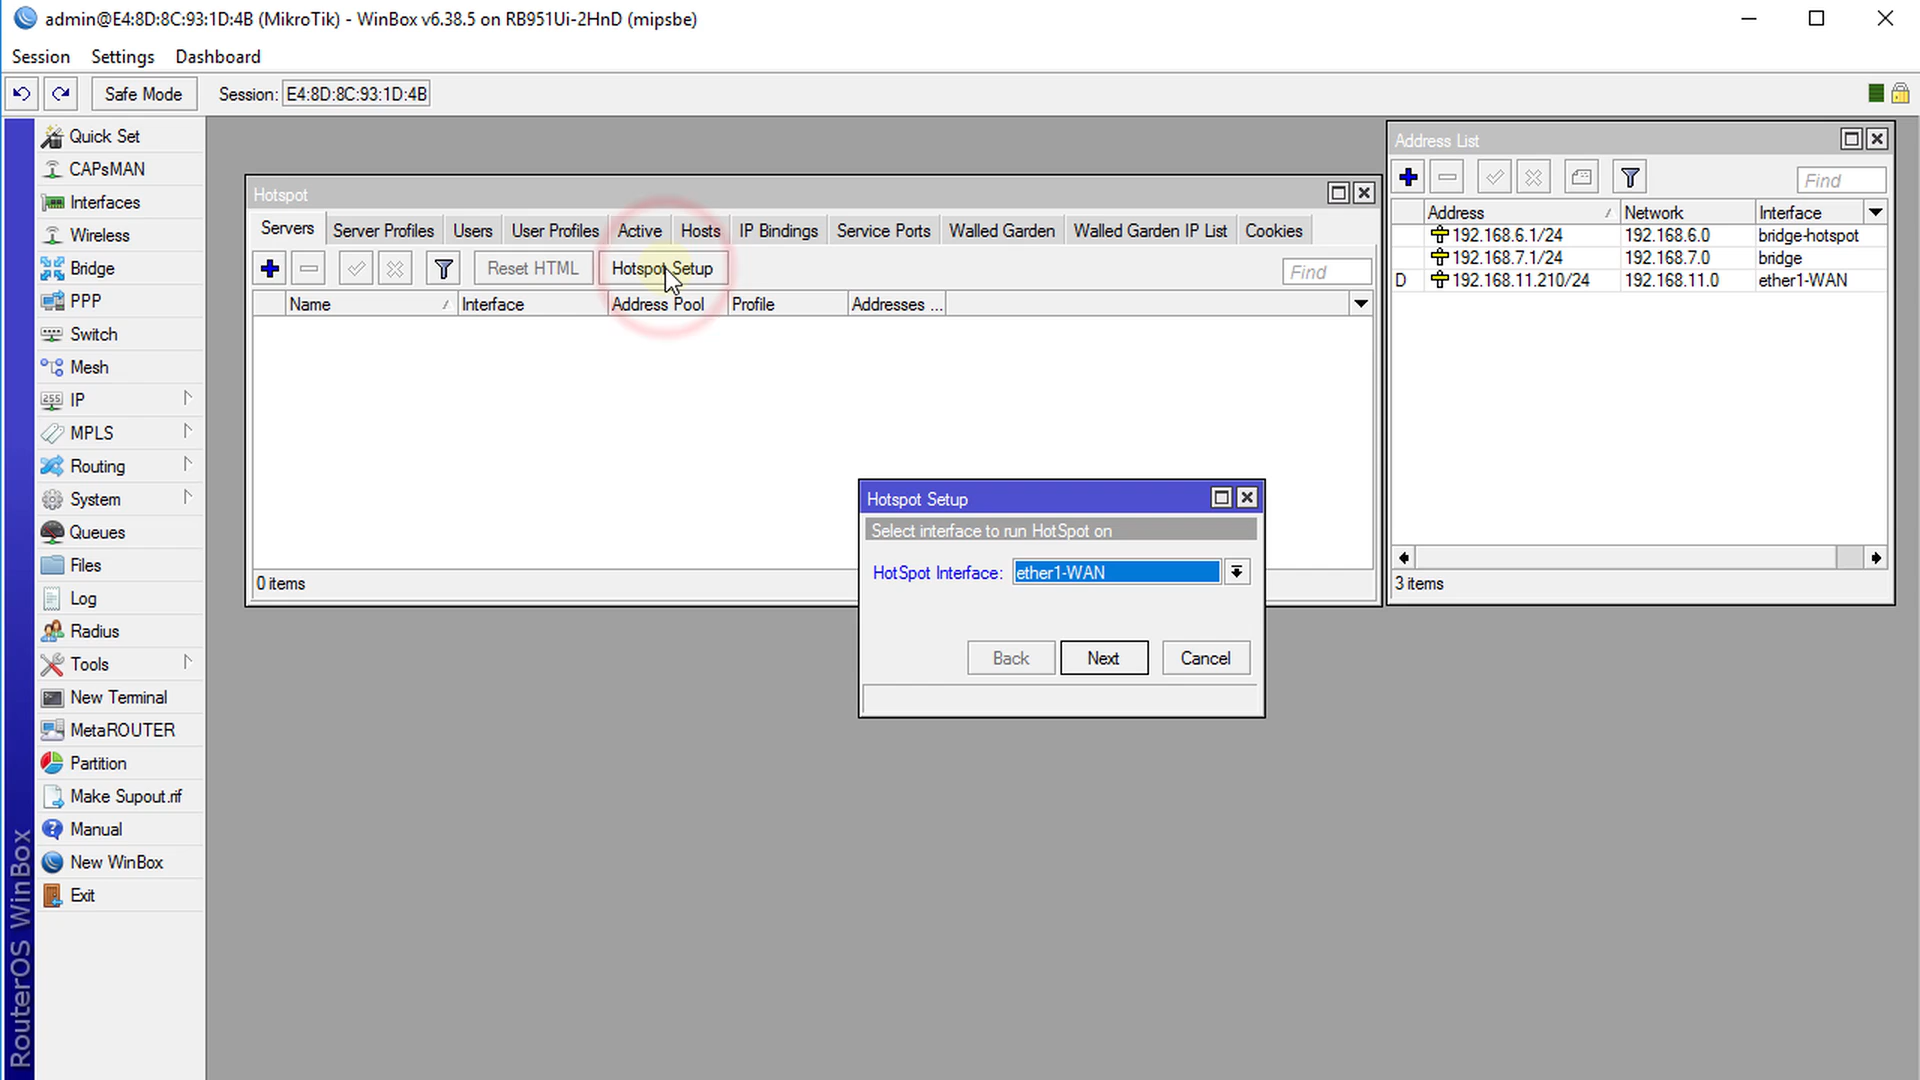 admin@E4:8D:8C:93:1D:4B (MikroTik) - WinBox v6.38.5 on RB951Ui-2HnD (mipsbe)
Session Settings Dashboard
Safe Mode Session: E4:8D:8C:93:1D:4B
Quick Set
CAPsMAN
Interfaces
Wireless
Bridge
PPP
Switch
Mesh
255 IP
MPLS
Routing
System
Queues
Files
Log
Radius
Tools
New Terminal
MetaROUTER
Partition
Make Supout.rif
Manual
New WinBox
Exit
RouterOS WinBox
Hotspot
Servers Server Profiles Users User Profiles Active Hosts IP Bindings Service Ports Walled Garden Walled Garden IP List Cookies
Reset HTML Hotspot Setup Find
Name Interface Address Pool Profile Addresses ...
0 items
Hotspot Setup
Select interface to run HotSpot on
HotSpot Interface: ether1-WAN
Back Next Cancel
Address List
Find
Address Network Interface
192.168.6.1/24 192.168.6.0 bridge-hotspot
192.168.7.1/24 192.168.7.0 bridge
D 192.168.11.210/24 192.168.11.0 ether1-WAN
3 items